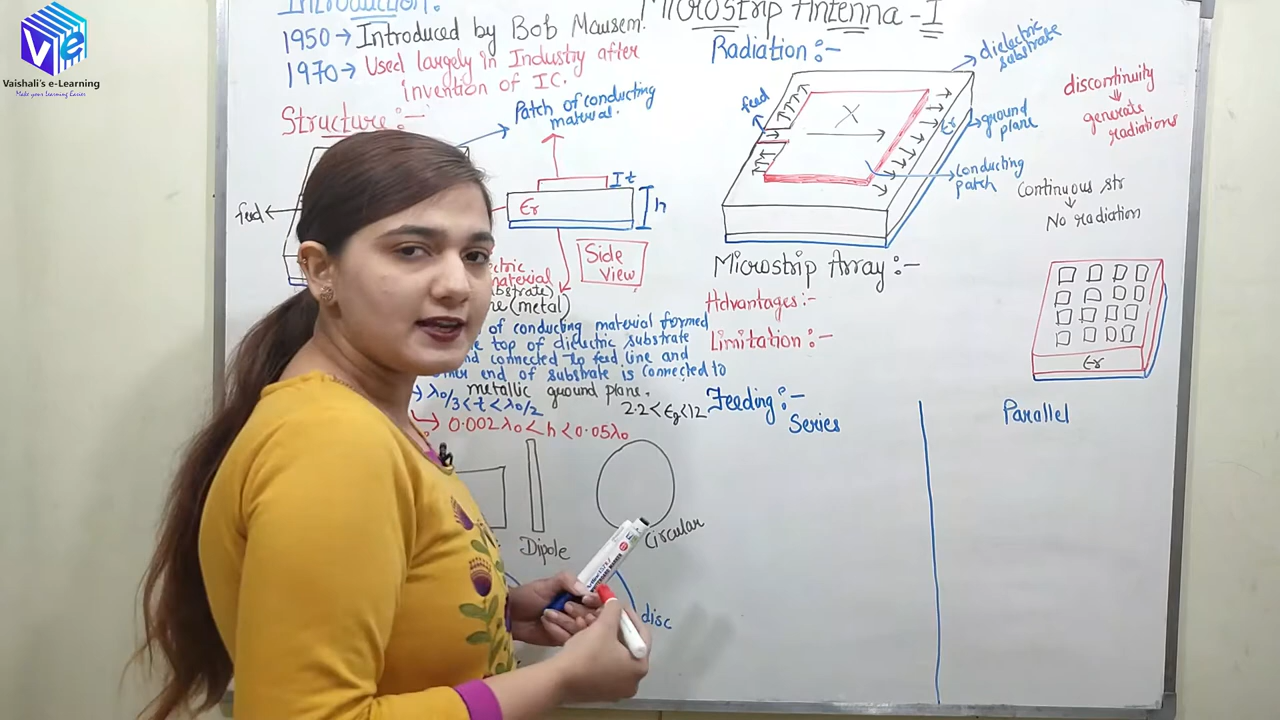 Vaishali's e-Learning
Make your Learning Easier
Introduction:
1950 → Introduced by Bob Mausem!
1970 → Used largely in Industry after
invention of IC.
Structure :-
Patch of conducting
material.
feed
It
Er
h
Side
View
material
(metal)
of conducting material formed
top of dielectric substrate
connected to feed line and
end of substrate is connected to
metallic ground plane.
λ0/3 < t < λ0/2
2.2 < Er < 12
0.002 λ0 < h < 0.05 λ0
Dipole
Circular
disc
Microstrip Antenna - I
Radiation :-
dielectric
substrate
feed
X
Er
ground
plane
conducting
patch
discontinuity
↓
generate
radiations
Continuous str
↓
No radiation
Microstrip Array :-
Advantages :-
Limitation :-
Er
Feeding :-
Series
Parallel